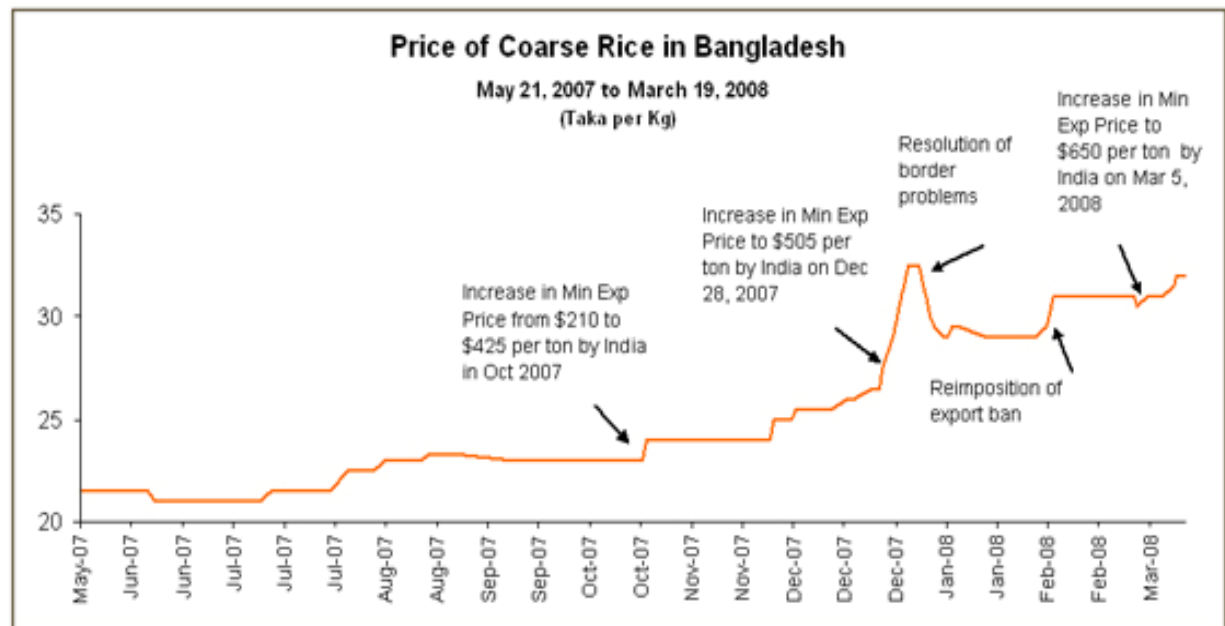 Price of Coarse Rice in Bangladesh
May 21, 2007 to March 19, 2008
(Taka per Kg)
Increase in Min
Exp Price to
$650 per ton by
India on Mar 5,
2008
Resolution of
border
problems
Increase in Min Exp
Price to $505 per
ton by India on Dec
28, 2007
Increase in Min Exp
Price from $210 to
$425 per ton by India
in Oct 2007
Reimposition of
export ban
35
30
25
20
May-07
Jun-07
Jun-07
Jul-07
Jul-07
Jul-07
Aug-07
Aug-07
Sep-07
Sep-07
Oct-07
Oct-07
Nov-07
Nov-07
Dec-07
Dec-07
Dec-07
Jan-08
Jan-08
Feb-08
Feb-08
Mar-08